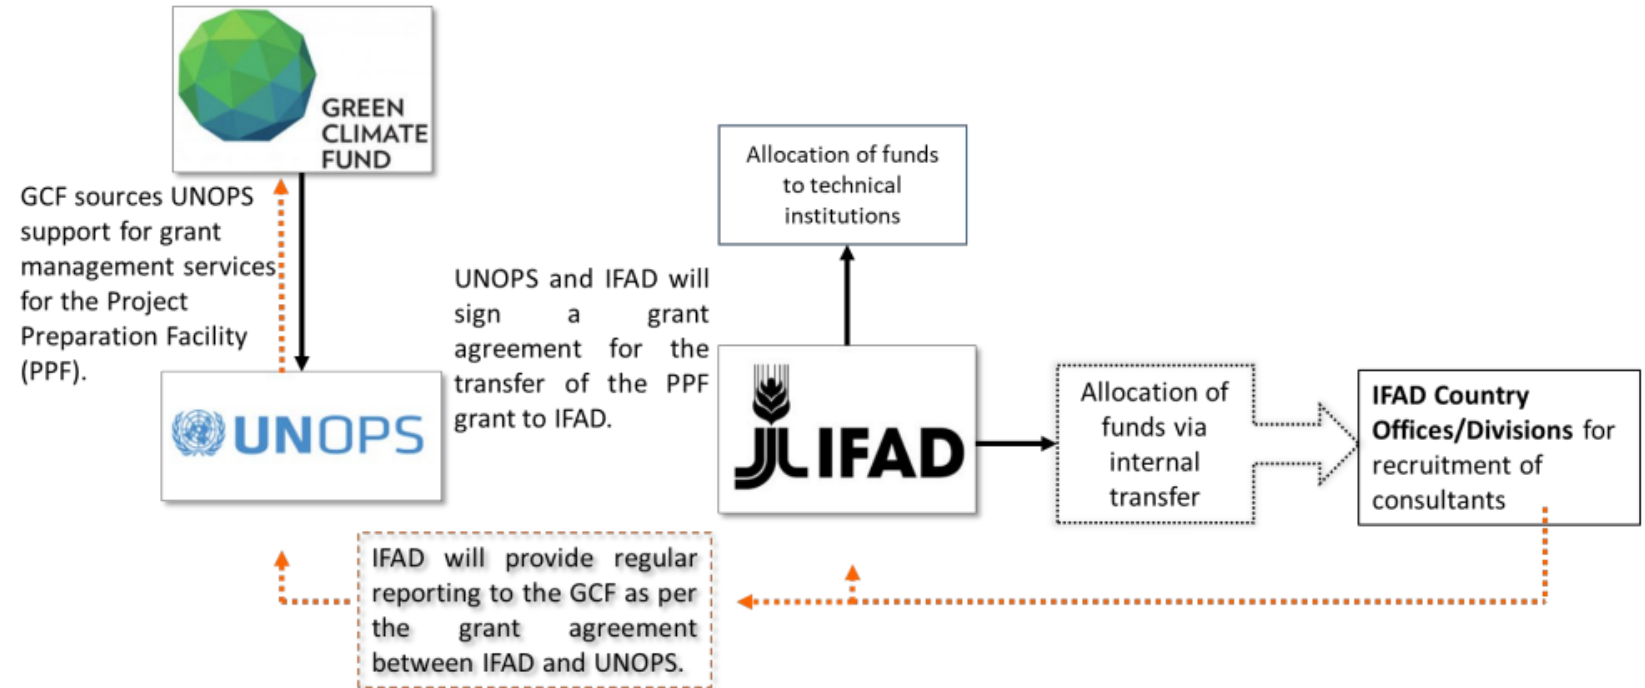 GREEN
CLIMATE
FUND
GCF sources UNOPS
support for grant
management services
for the Project
Preparation Facility
(PPF).
UNOPS
UNOPS and IFAD will
sign a grant
agreement for the
transfer of the PPF
grant to IFAD.
Allocation of funds
to technical
institutions
JL IFAD
Allocation of
funds via
internal
transfer
IFAD Country
Offices/Divisions for
recruitment of
consultants
IFAD will provide regular
reporting to the GCF as per
the grant agreement
between IFAD and UNOPS.